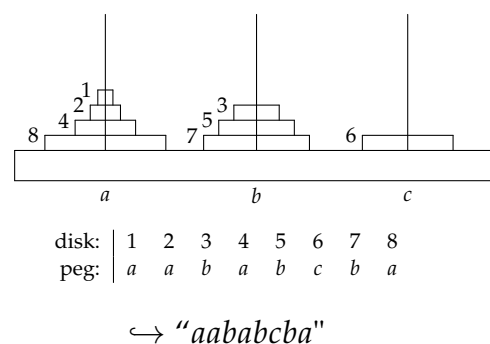 1
2 3
4 5
8 7 6
a b c
disk: 1 2 3 4 5 6 7 8
peg: a a b a b c b a
↪ “aababcba"